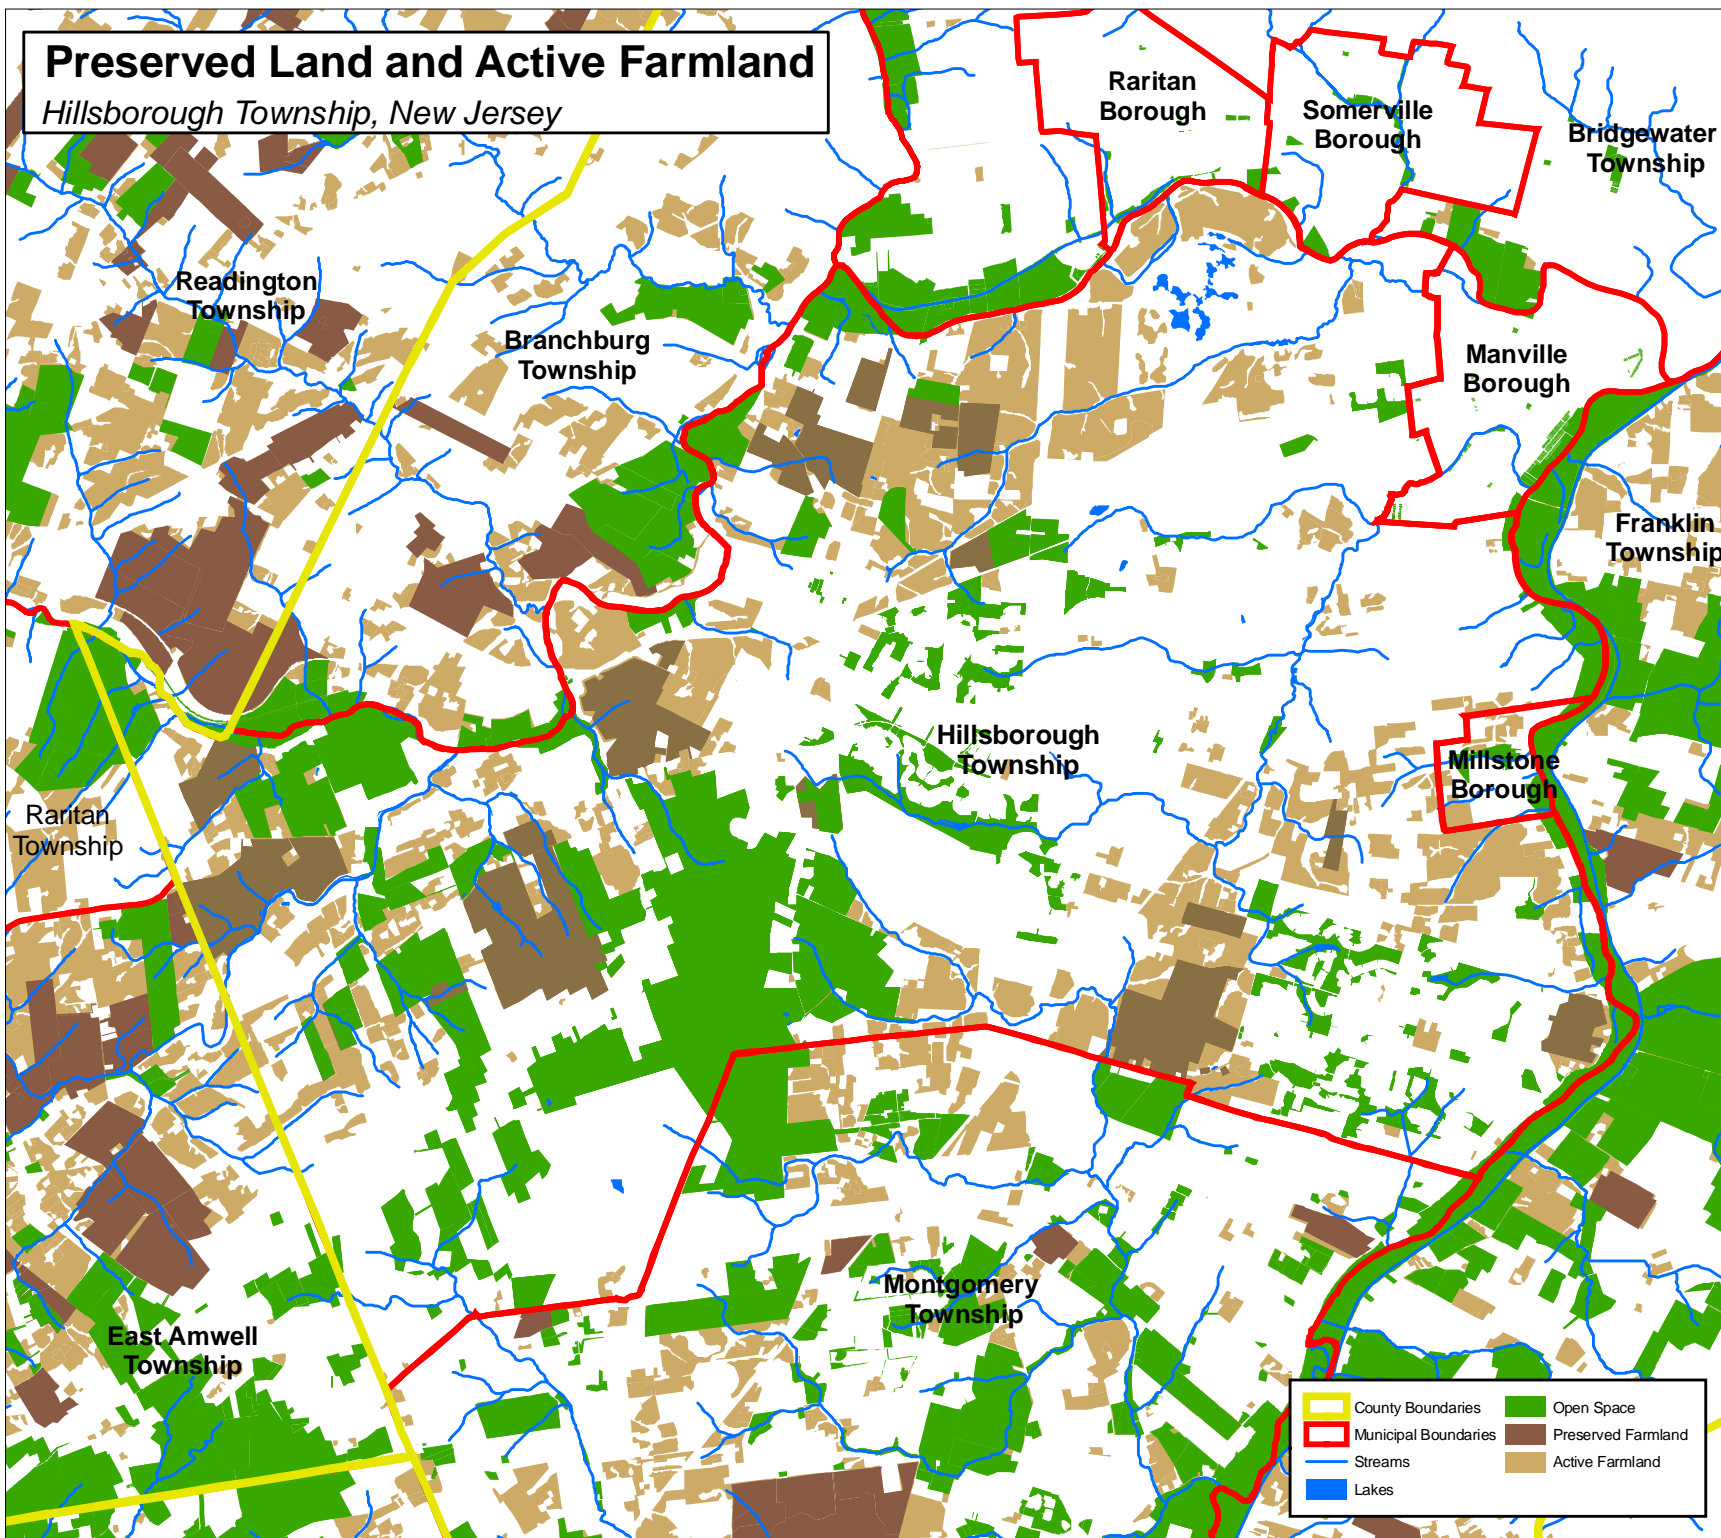 Preserved Land and Active Farmland
Hillsborough Township, New Jersey
Raritan
Borough
Somerville
Borough
Bridgewater
Township
Readington
Township
Branchburg
Township
Manville
Borough
Franklin
Township
Hillsborough
Township
Millstone
Borough
Raritan
Township
Montgomery
Township
East Amwell
Township
County Boundaries
Municipal Boundaries
Streams
Lakes
Open Space
Preserved Farmland
Active Farmland